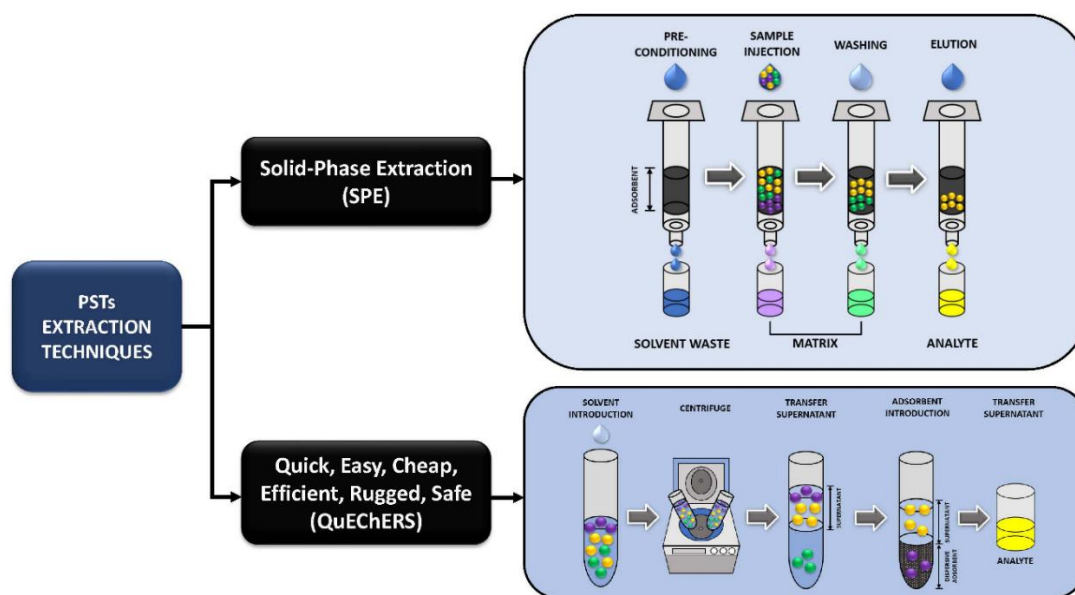 PSTs
EXTRACTION
TECHNIQUES
Solid-Phase Extraction
(SPE)
PRE-
CONDITIONING
SAMPLE
INJECTION
WASHING
ELUTION
ADSORBENT
SOLVENT WASTE
MATRIX
ANALYTE
Quick, Easy, Cheap,
Efficient, Rugged, Safe
(QuEChERS)
SOLVENT
INTRODUCTION
CENTRIFUGE
TRANSFER
SUPERNATANT
ADSORBENT
INTRODUCTION
TRANSFER
SUPERNATANT
SUPERNATANT
SUPERNATANT
DISPERSIVE
ADSORBENT
ANALYTE